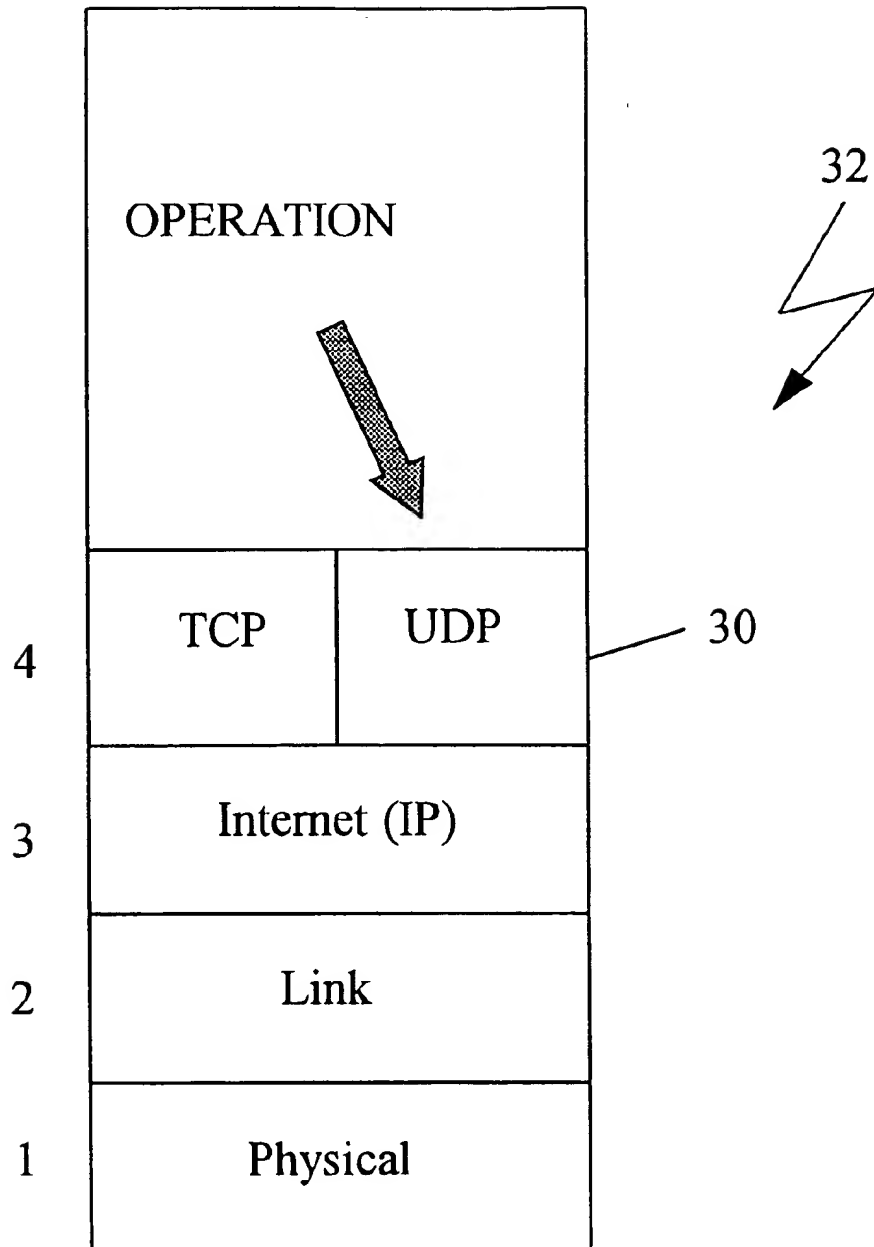 32
OPERATION
TCP
UDP
30
4
Internet (IP)
3
Link
2
Physical
1